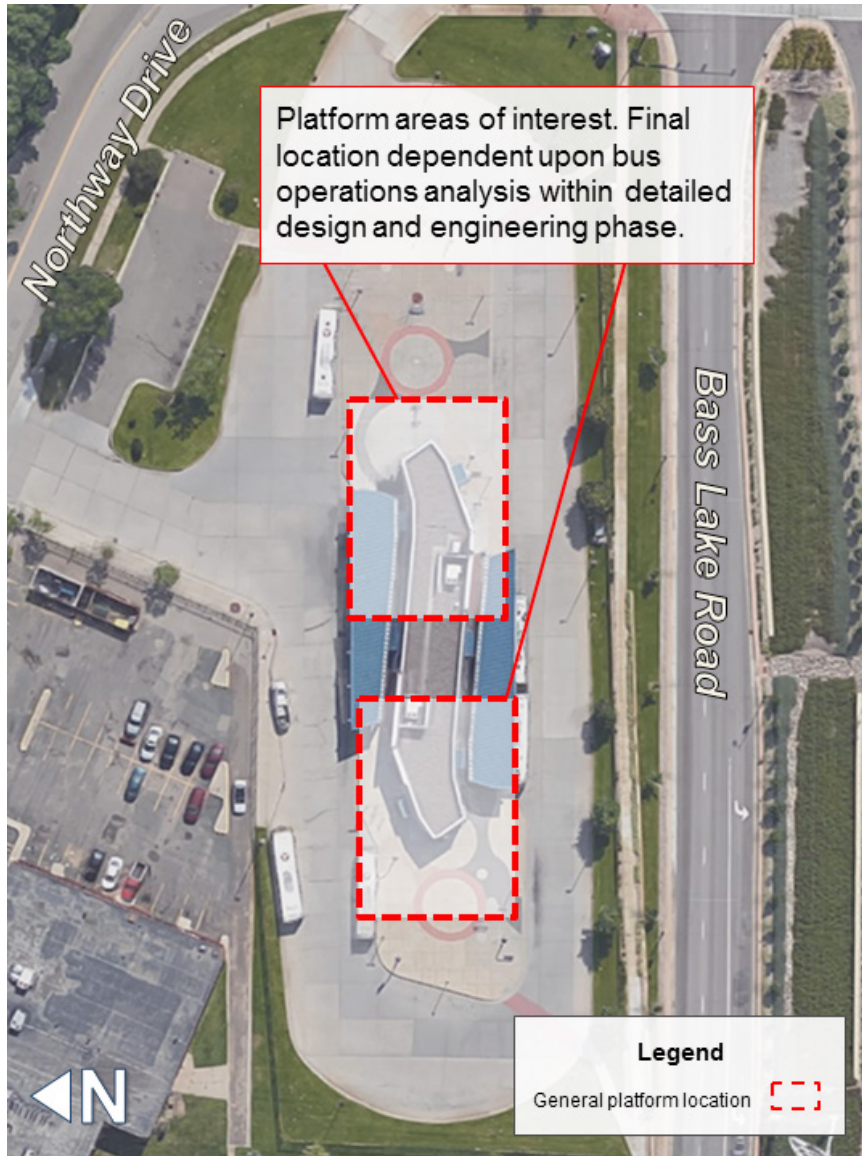 Northway Drive
Platform areas of interest. Final
location dependent upon bus
operations analysis within detailed
design and engineering phase.
Bass Lake Road
N
Legend
General platform location